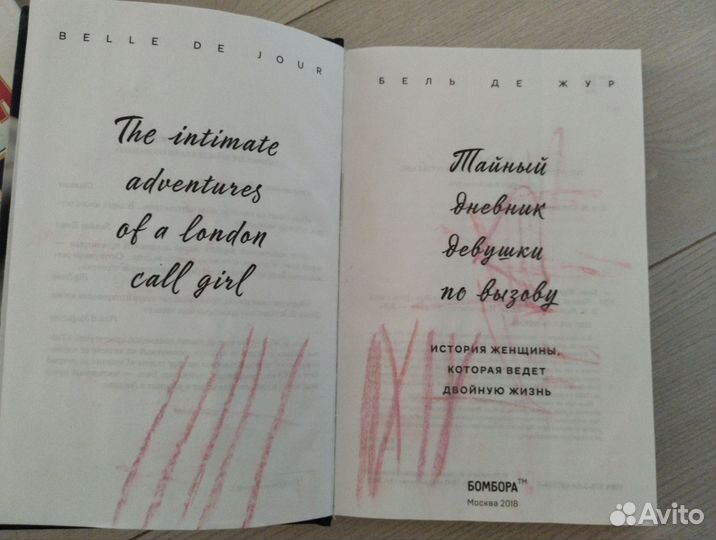 BELLE DE JOUR
The intimate
adventures
of a london
call girl
БЕЛЬ ДЕ ЖУР
Тайный
дневник
девушки
по вызову
ИСТОРИЯ ЖЕНЩИНЫ,
КОТОРАЯ ВЕДЕТ
ДВОЙНУЮ ЖИЗНЬ
БОМБОРА™
Москва 2018
Avito